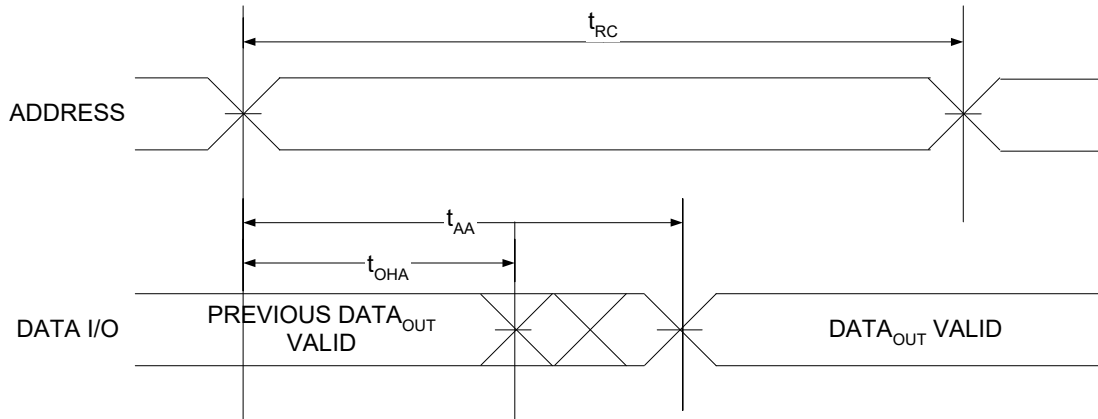 tRC
ADDRESS
tAA
tOHA
DATA I/O
PREVIOUS DATAOUT
VALID
DATAOUT VALID